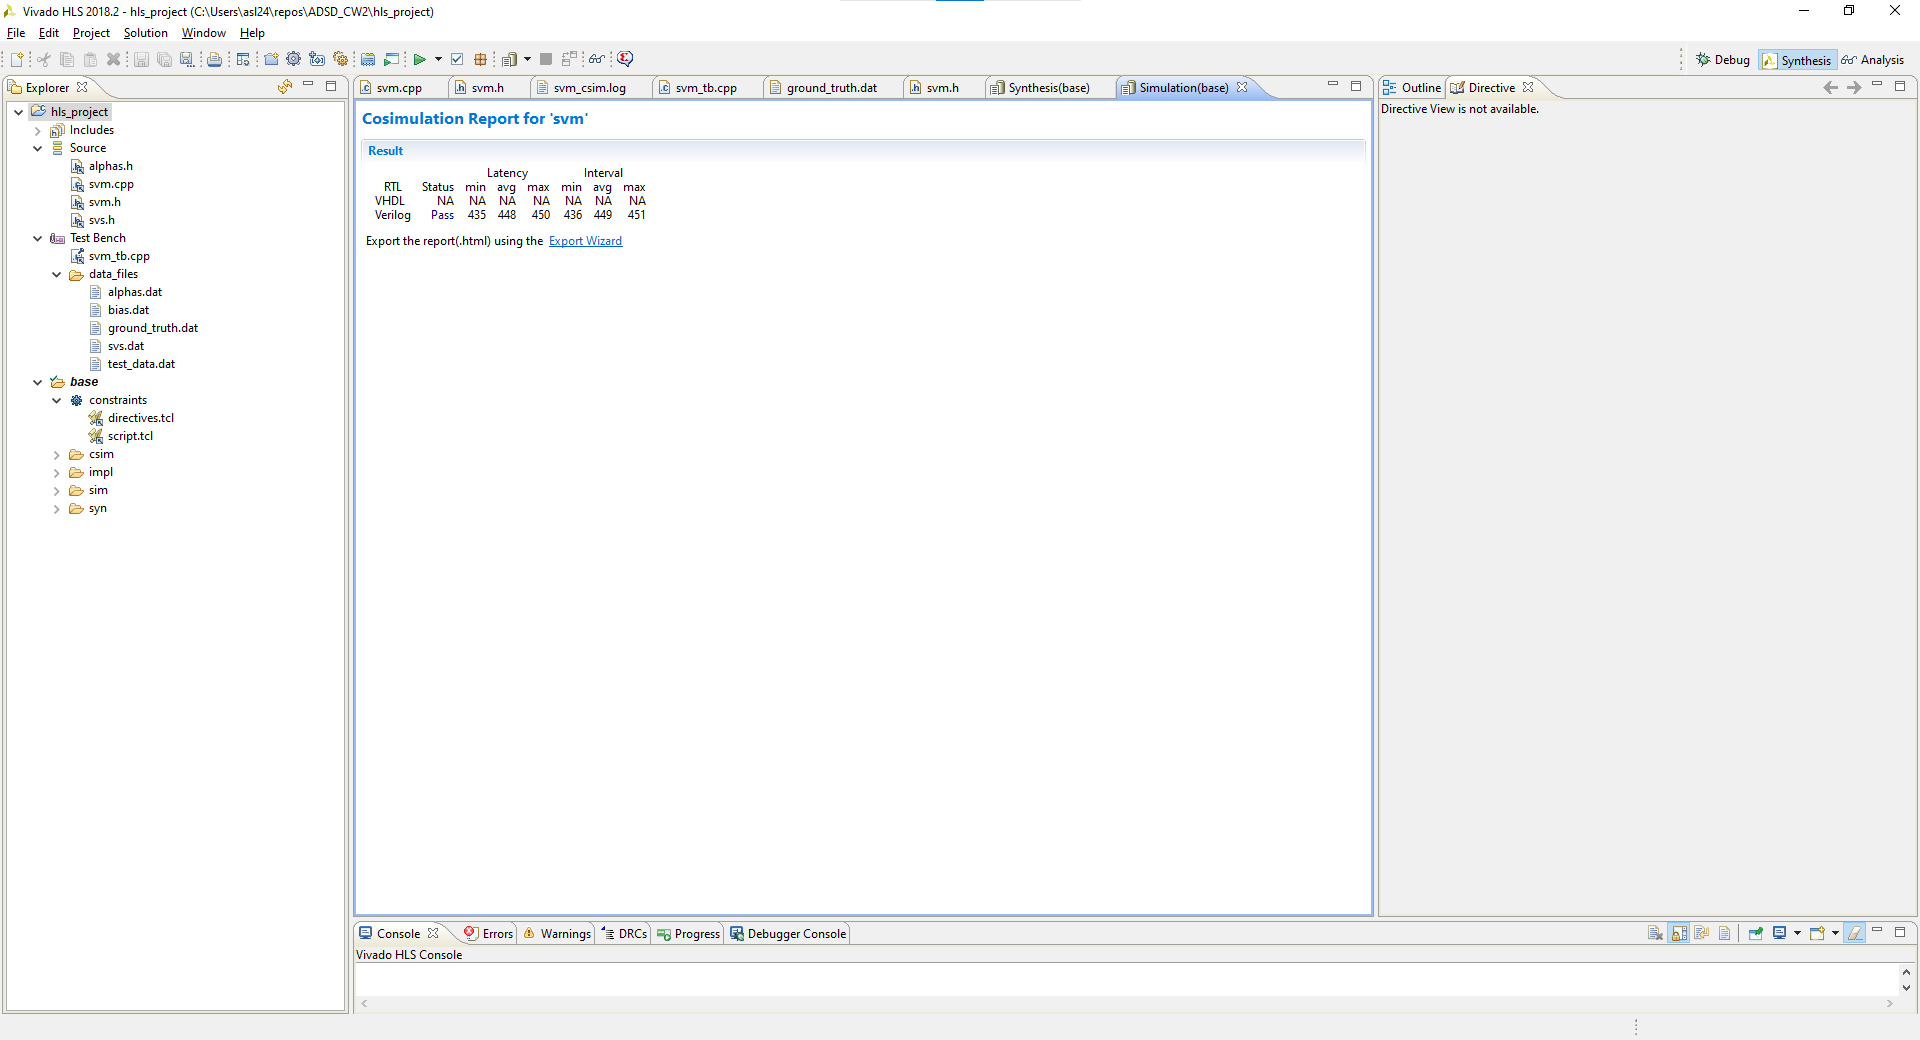 Vivado HLS 2018.2 - hls_project (C:\Users\asl24\repos\ADSD_CW2\hls_project)
File Edit Project Solution Window Help
Debug Synthesis Analysis
Explorer
hls_project
Includes
Source
alphas.h
svm.cpp
svm.h
svs.h
Test Bench
svm_tb.cpp
data_files
alphas.dat
bias.dat
ground_truth.dat
svs.dat
test_data.dat
base
constraints
directives.tcl
script.tcl
csim
impl
sim
syn
svm.cpp svm.h svm_csim.log svm_tb.cpp ground_truth.dat svm.h Synthesis(base) Simulation(base)
Cosimulation Report for 'svm'
Result
Latency Interval
RTL Status min avg max min avg max
VHDL NA NA NA NA NA NA NA
Verilog Pass 435 448 450 436 449 451
Export the report(.html) using the Export Wizard
Outline Directive
Directive View is not available.
Console Errors Warnings DRCs Progress Debugger Console
Vivado HLS Console